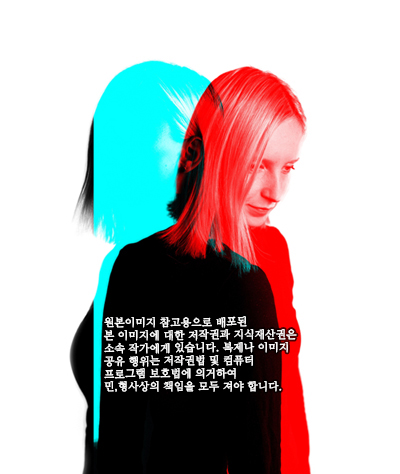 원본이미지 참고용으로 배포된
본 이미지에 대한 저작권과 지식재산권은
소속 작가에게 있습니다. 복제나 이미지
공유 행위는 저작권법 및 컴퓨터
프로그램 보호법에 의거하여
민,형사상의 책임을 모두 져야 합니다.